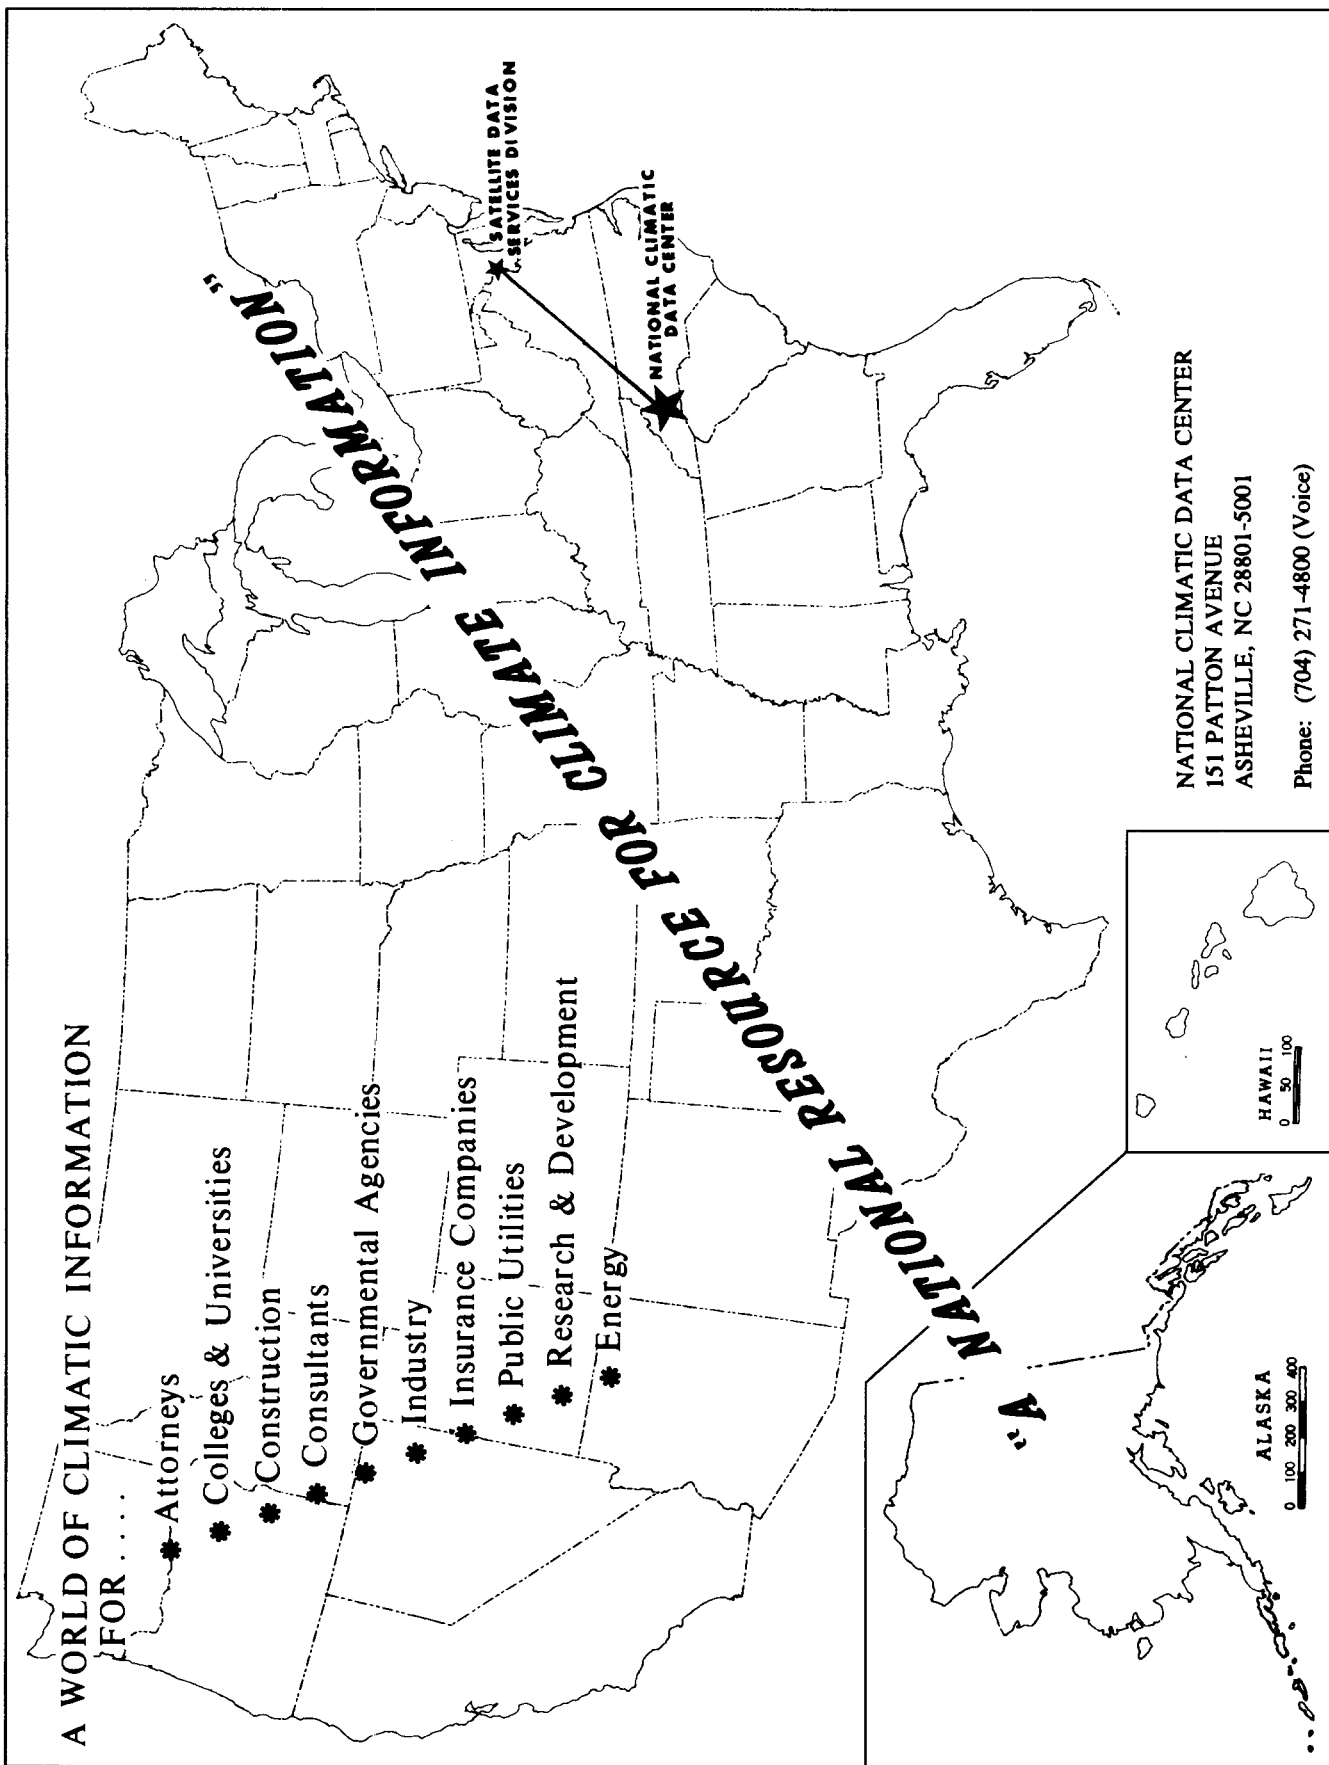 A WORLD OF CLIMATIC INFORMATION
FOR . . . .
✱ Attorneys
✱ Colleges & Universities
✱ Construction
✱ Consultants
✱ Governmental Agencies
✱ Industry
✱ Insurance Companies
✱ Public Utilities
✱ Research & Development
✱ Energy
"A NATIONAL RESOURCE FOR CLIMATE INFORMATION"
SATELLITE DATA
SERVICES DIVISION
NATIONAL CLIMATIC
DATA CENTER
ALASKA
0 100 200 300 400
HAWAII
0 50 100
NATIONAL CLIMATIC DATA CENTER
151 PATTON AVENUE
ASHEVILLE, NC 28801-5001
Phone: (704) 271-4800 (Voice)